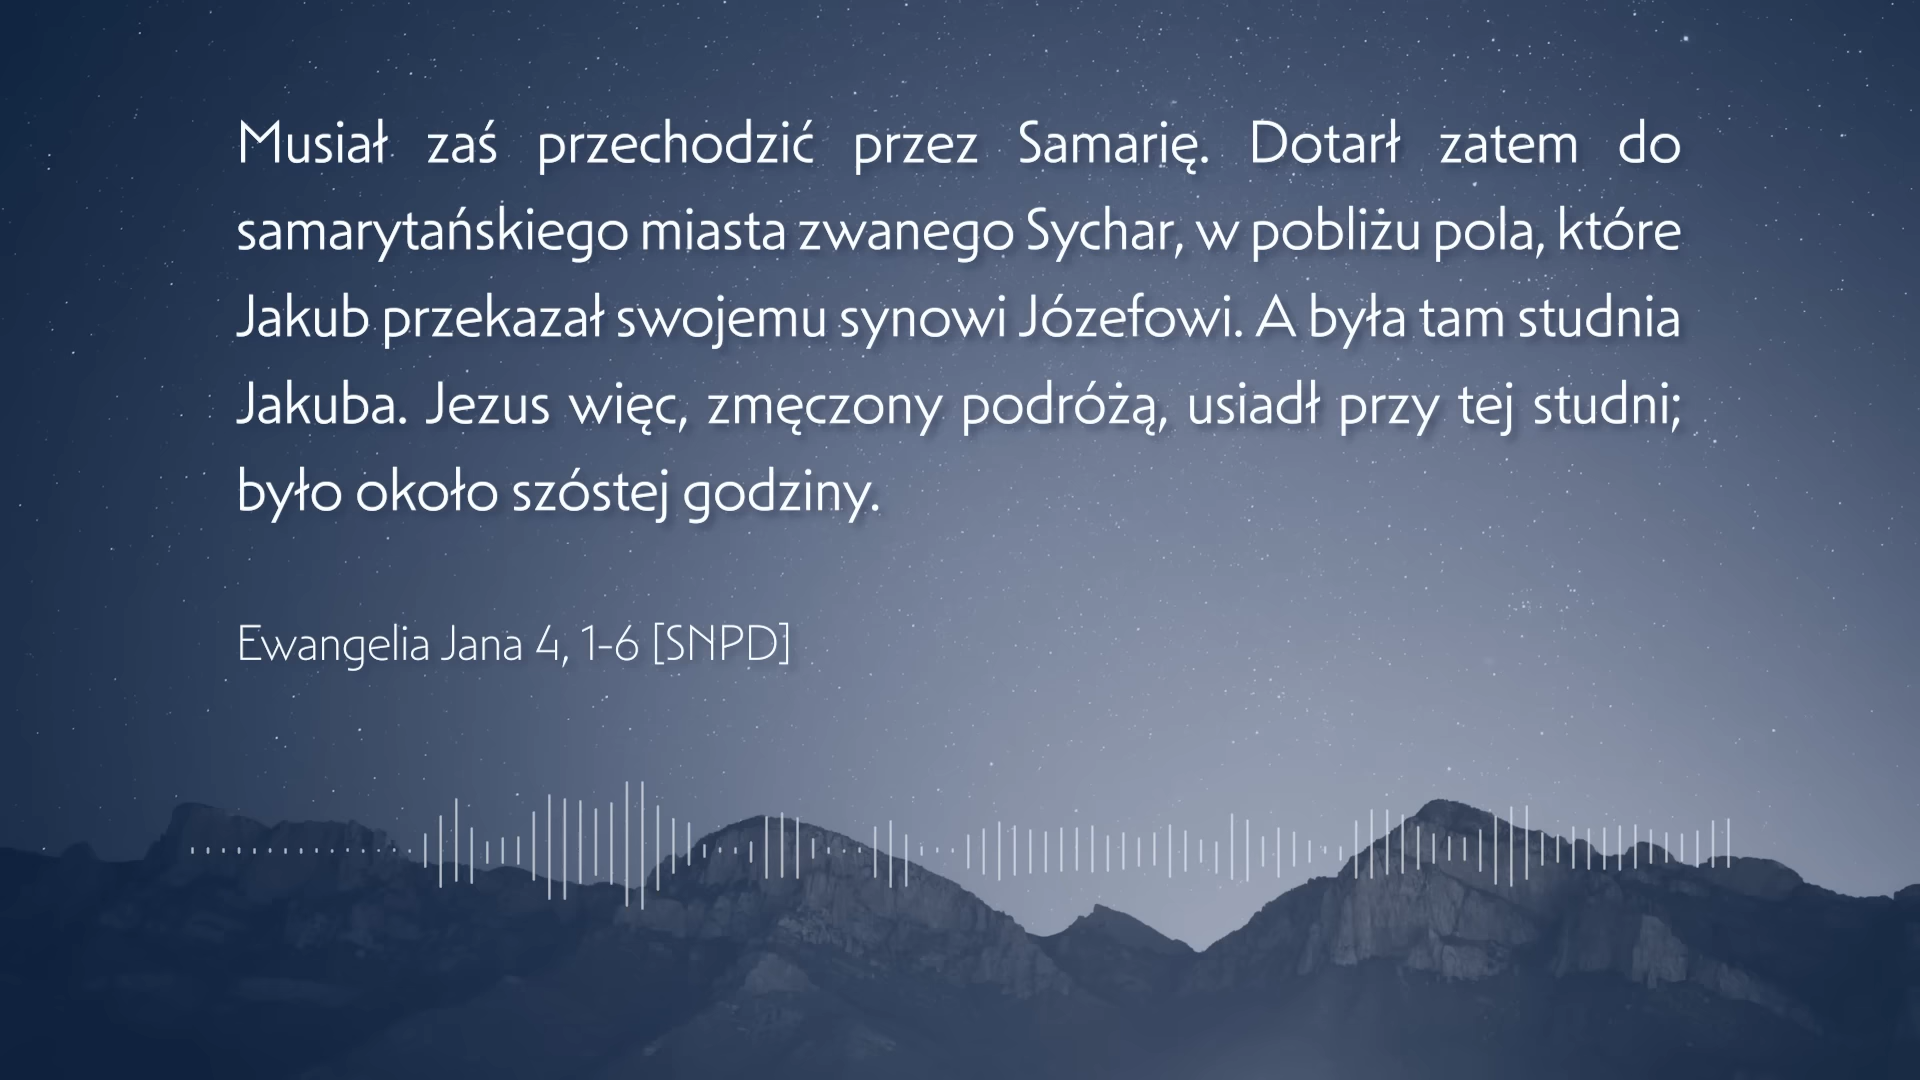 Musiał zaś przechodzić przez Samarię. Dotarł zatem do
samarytańskiego miasta zwanego Sychar, w pobliżu pola, które
Jakub przekazał swojemu synowi Józefowi. A była tam studnia
Jakuba. Jezus więc, zmęczony podróżą, usiadł przy tej studni;
było około szóstej godziny.
Ewangelia Jana 4, 1-6 [SNPD]